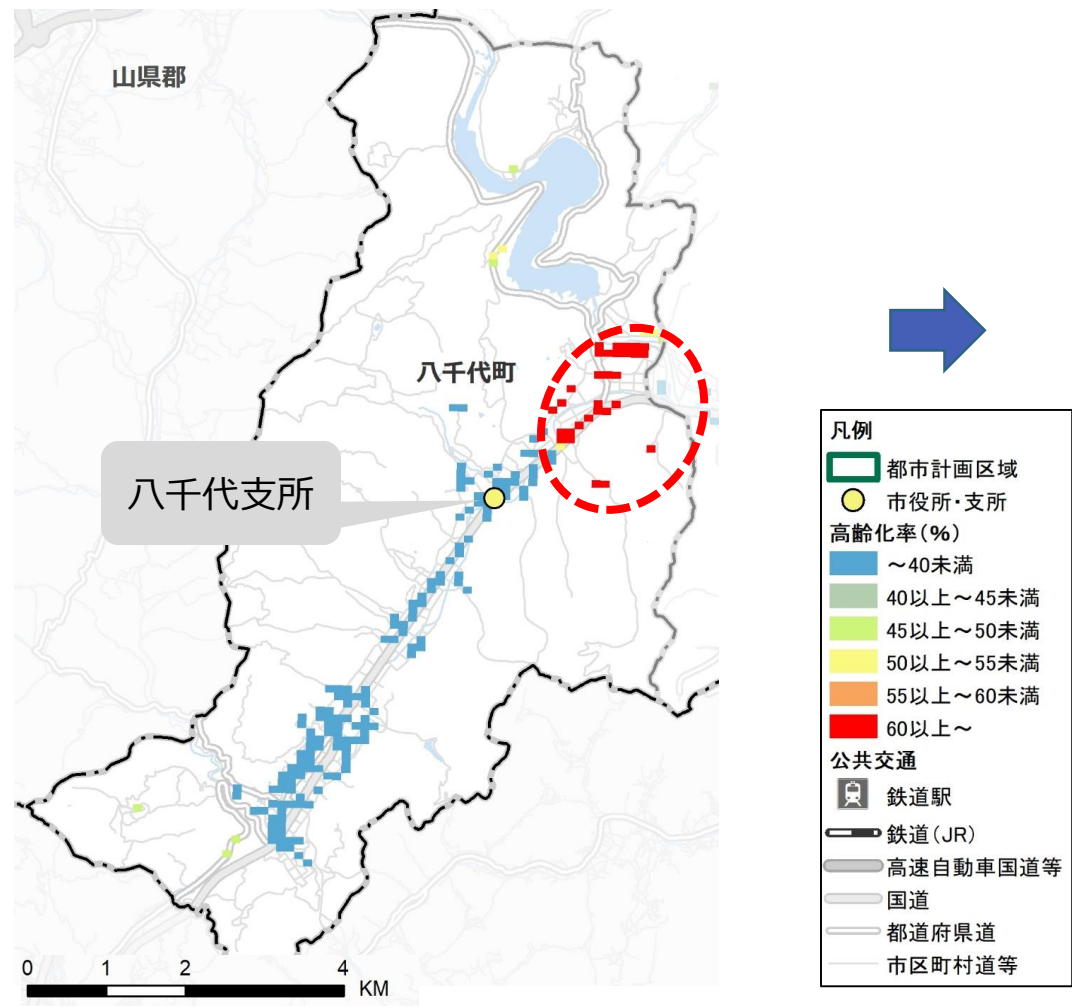 山県郡
八千代町
八千代支所
0 1 2 4
KM
凡例
都市計画区域
市役所・支所
高齢化率(%)
～40未満
40以上～45未満
45以上～50未満
50以上～55未満
55以上～60未満
60以上～
公共交通
鉄道駅
鉄道(JR)
高速自動車国道等
国道
都道府県道
市区町村道等